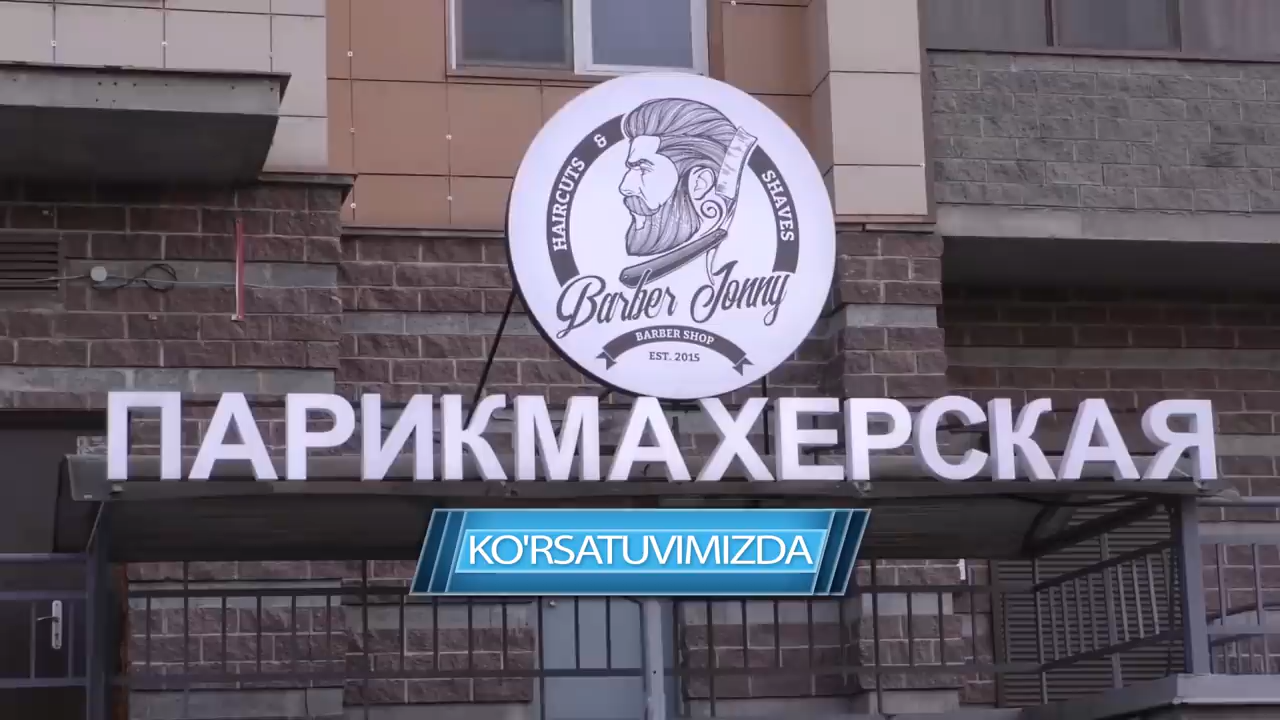 HAIRCUTS & SHAVES
Barber Jonny
BARBER SHOP
EST. 2015
ПАРИКМАХЕРСКАЯ
KO'RSATUVIMIZDA